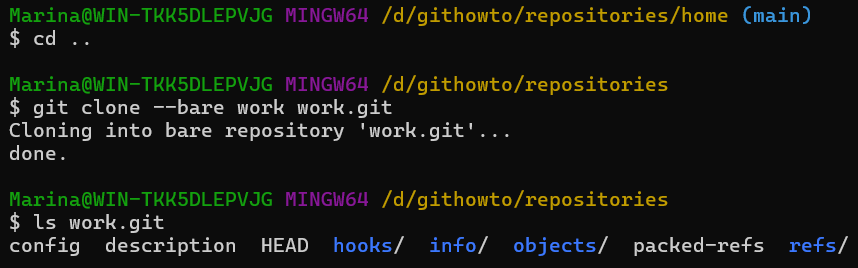 Marina@WIN-TKK5DLEPVJG MINGW64 /d/githowto/repositories/home (main)
$ cd ..
Marina@WIN-TKK5DLEPVJG MINGW64 /d/githowto/repositories
$ git clone --bare work work.git
Cloning into bare repository 'work.git'...
done.
Marina@WIN-TKK5DLEPVJG MINGW64 /d/githowto/repositories
$ ls work.git
config  description  HEAD  hooks/  info/  objects/  packed-refs  refs/